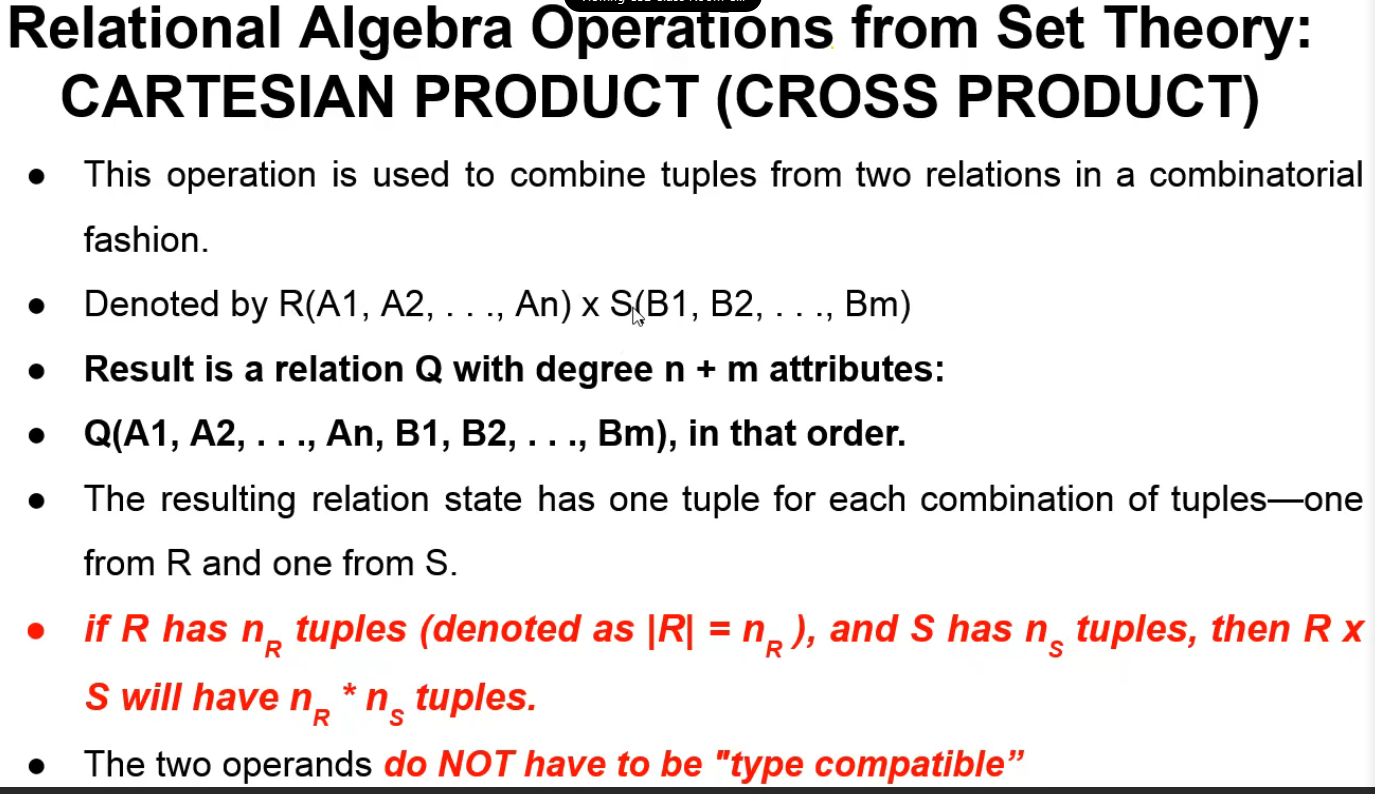 Relational Algebra Operations from Set Theory:
CARTESIAN PRODUCT (CROSS PRODUCT)
● This operation is used to combine tuples from two relations in a combinatorial
fashion.
● Denoted by R(A1, A2, . . ., An) x S(B1, B2, . . ., Bm)
● Result is a relation Q with degree n + m attributes:
● Q(A1, A2, . . ., An, B1, B2, . . ., Bm), in that order.
● The resulting relation state has one tuple for each combination of tuples—one
from R and one from S.
● if R has n_R tuples (denoted as |R| = n_R ), and S has n_S tuples, then R x
S will have n_R * n_S tuples.
● The two operands do NOT have to be "type compatible”